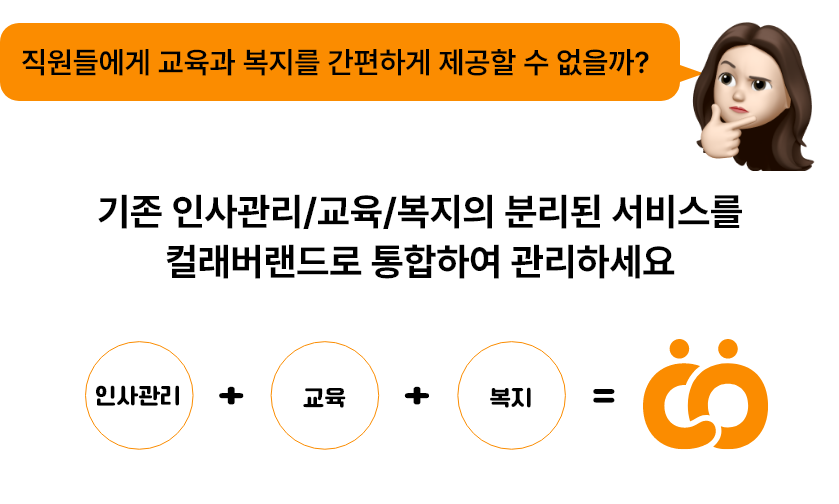 직원들에게 교육과 복지를 간편하게 제공할 수 없을까?
기존 인사관리/교육/복지의 분리된 서비스를
컬래버랜드로 통합하여 관리하세요
인사관리 + 교육 + 복지 =